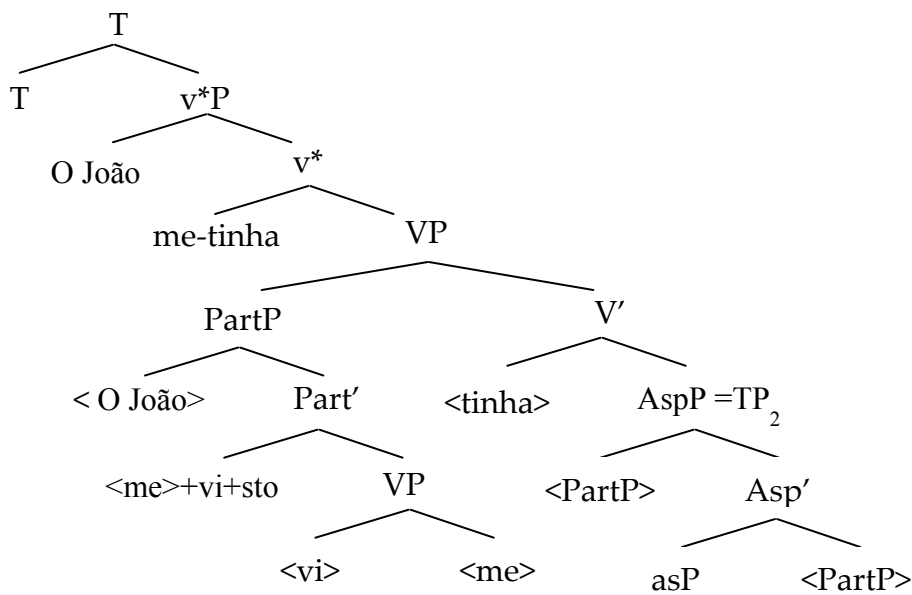 T
T v*P
O João v*
me-tinha VP
PartP V’
< O João> Part’ <tinha> AspP =TP2
<me>+vi+sto VP <PartP> Asp’
<vi> <me> asP <PartP>